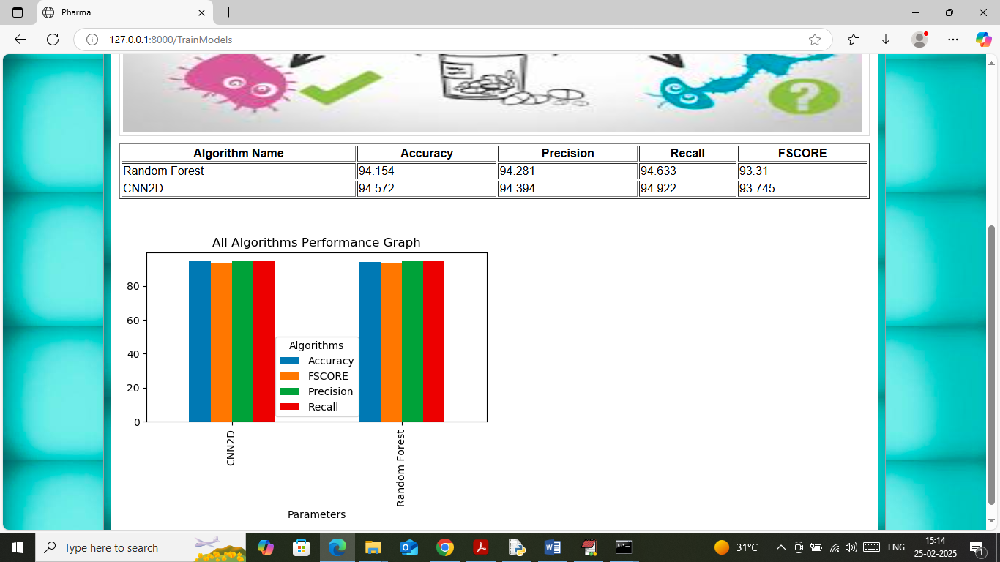 Pharma
127.0.0.1:8000/TrainModels
?
Algorithm Name Accuracy Precision Recall FSCORE
Random Forest 94.154 94.281 94.633 93.31
CNN2D 94.572 94.394 94.922 93.745
All Algorithms Performance Graph
80
60
40
20
0
Algorithms
Accuracy
FSCORE
Precision
Recall
CNN2D
Random Forest
Parameters
Type here to search
31°C
ENG
15:14
25-02-2025
1